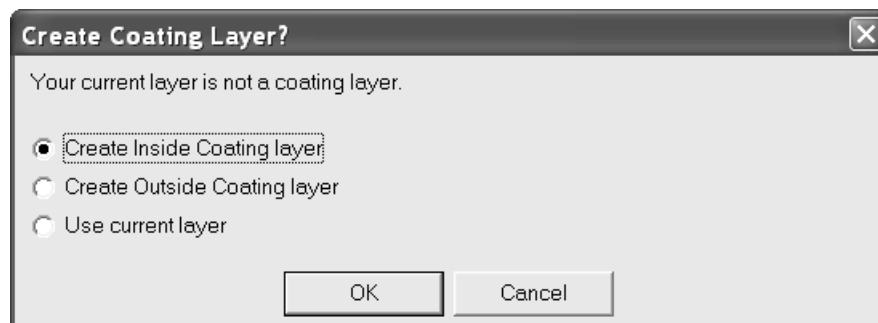 Create Coating Layer?
Your current layer is not a coating layer.
Create Inside Coating layer
Create Outside Coating layer
Use current layer
OK Cancel